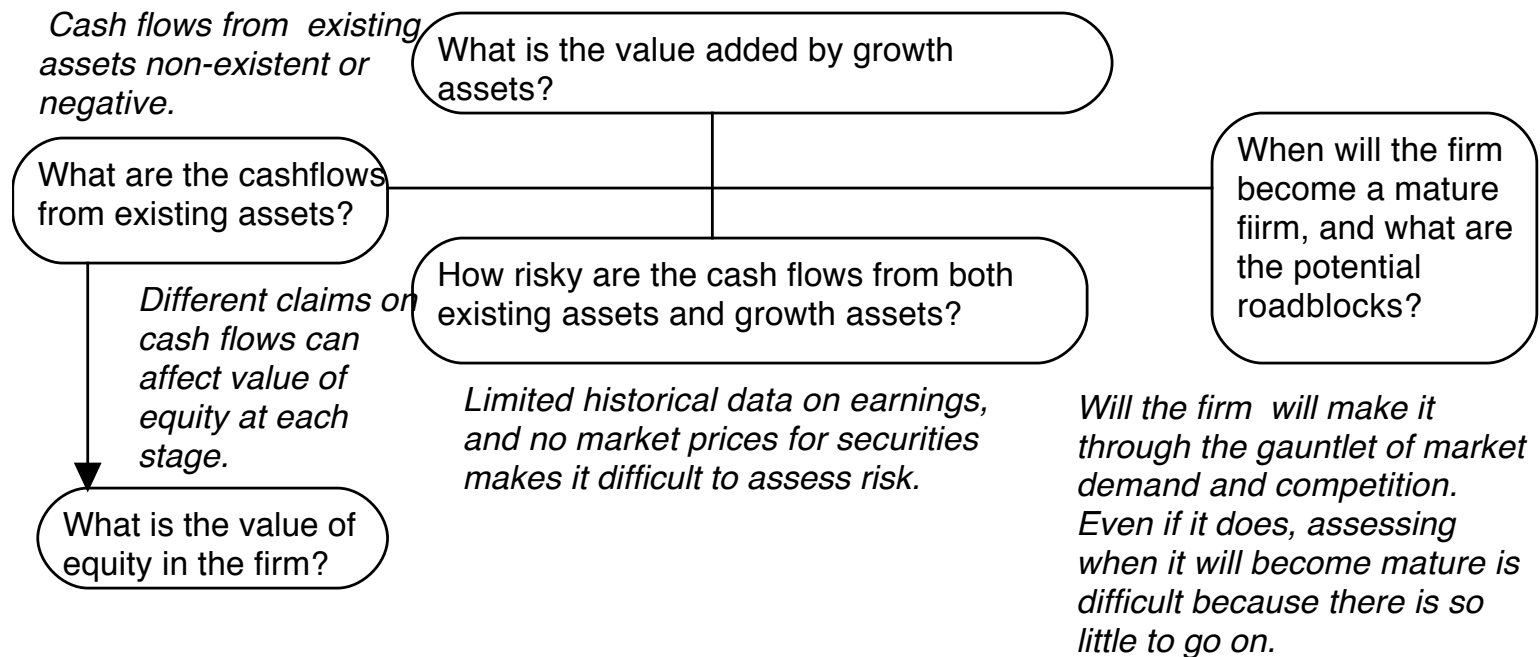 Cash flows from  existing
assets non-existent or
negative.
What is the value added by growth
assets?
What are the cashflows
from existing assets?
When will the firm
become a mature
fiirm, and what are
the potential
roadblocks?
How risky are the cash flows from both
existing assets and growth assets?
Different claims on
cash flows can
affect value of
equity at each
stage.
Limited historical data on earnings,
and no market prices for securities
makes it difficult to assess risk.
Will the firm  will make it
through the gauntlet of market
demand and competition.
Even if it does, assessing
when it will become mature is
difficult because there is so
little to go on.
What is the value of
equity in the firm?